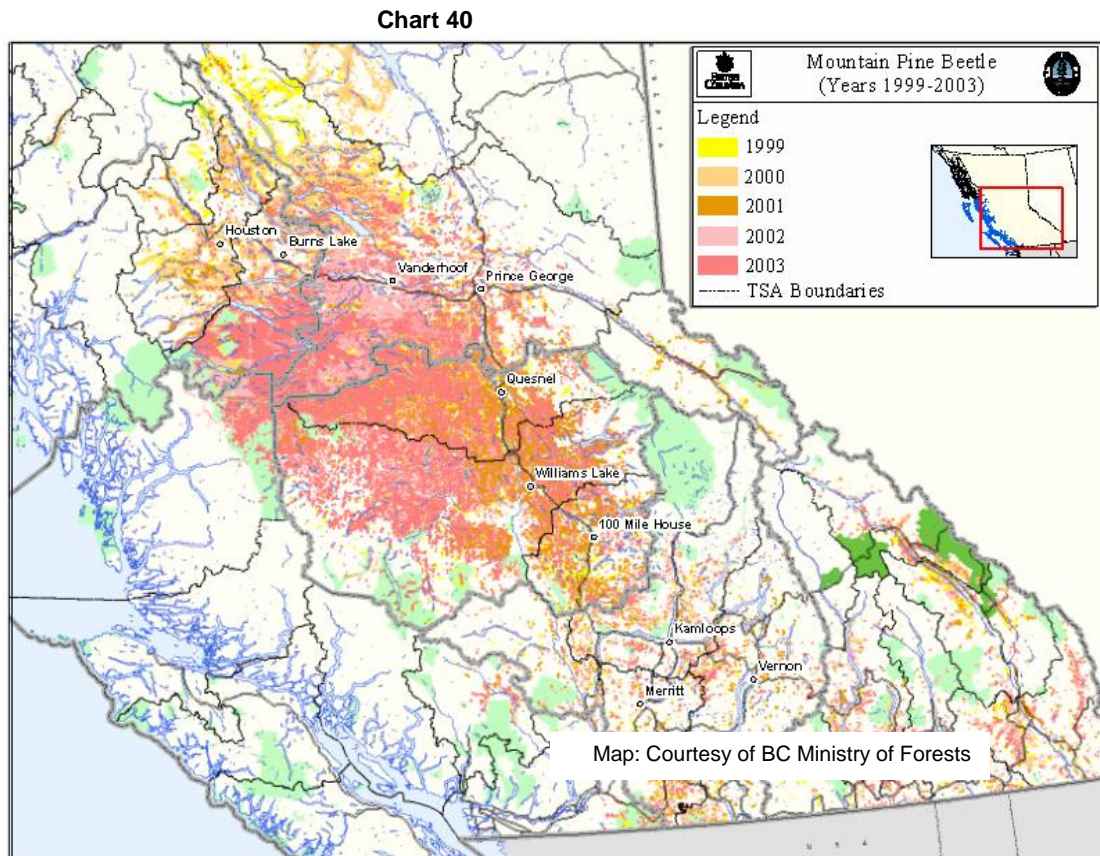 Chart 40
BRITISH
COLUMBIA
Mountain Pine Beetle
(Years 1999-2003)
Legend
1999
2000
2001
2002
2003
TSA Boundaries
Houston
Burns Lake
Vanderhoof
Prince George
Quesnel
Williams Lake
100 Mile House
Kamloops
Vernon
Merritt
Map: Courtesy of BC Ministry of Forests
U S A